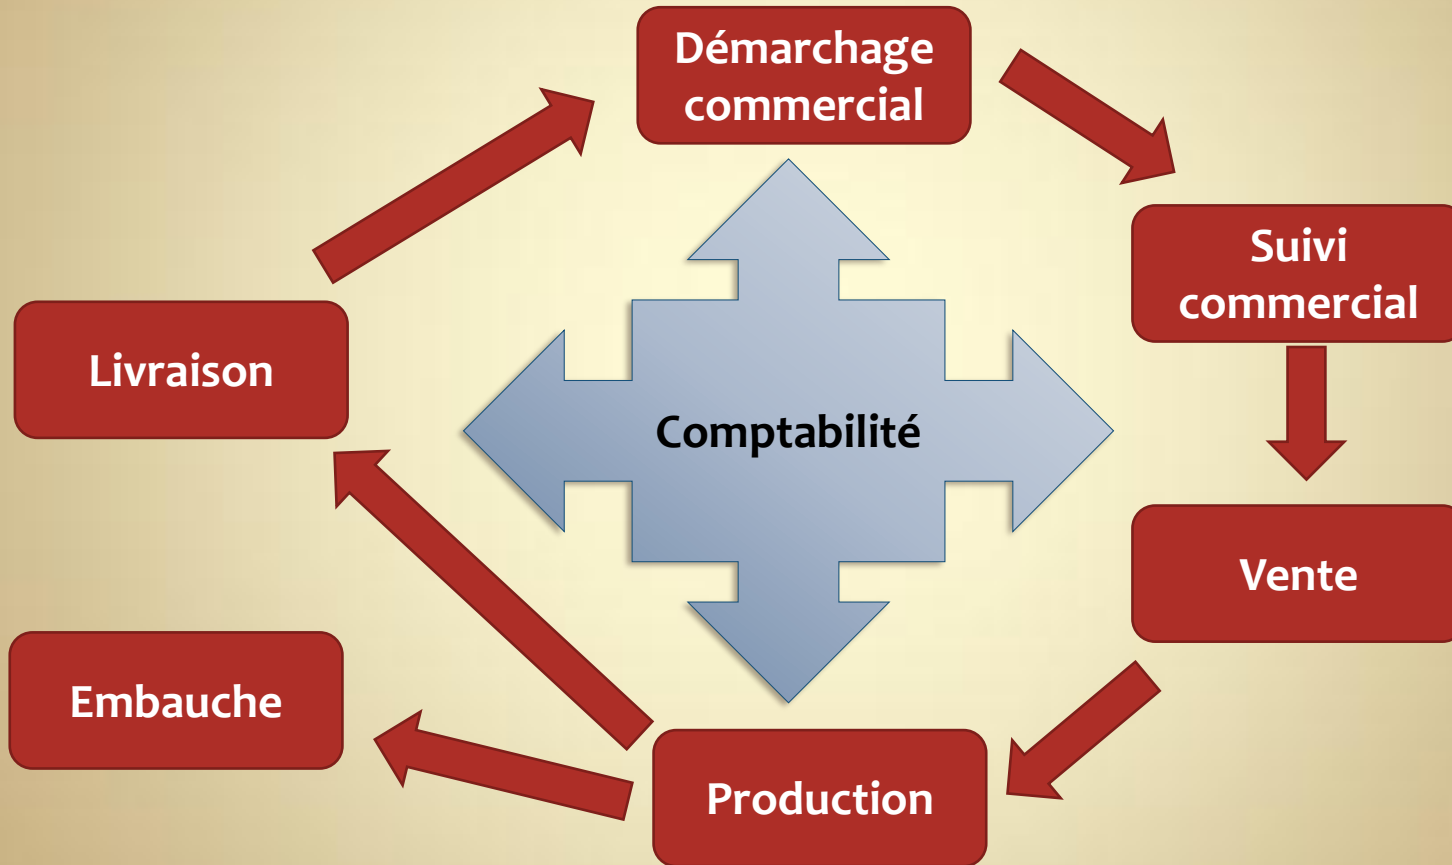 Démarchage
commercial
Suivi
commercial
Livraison
Comptabilité
Vente
Embauche
Production